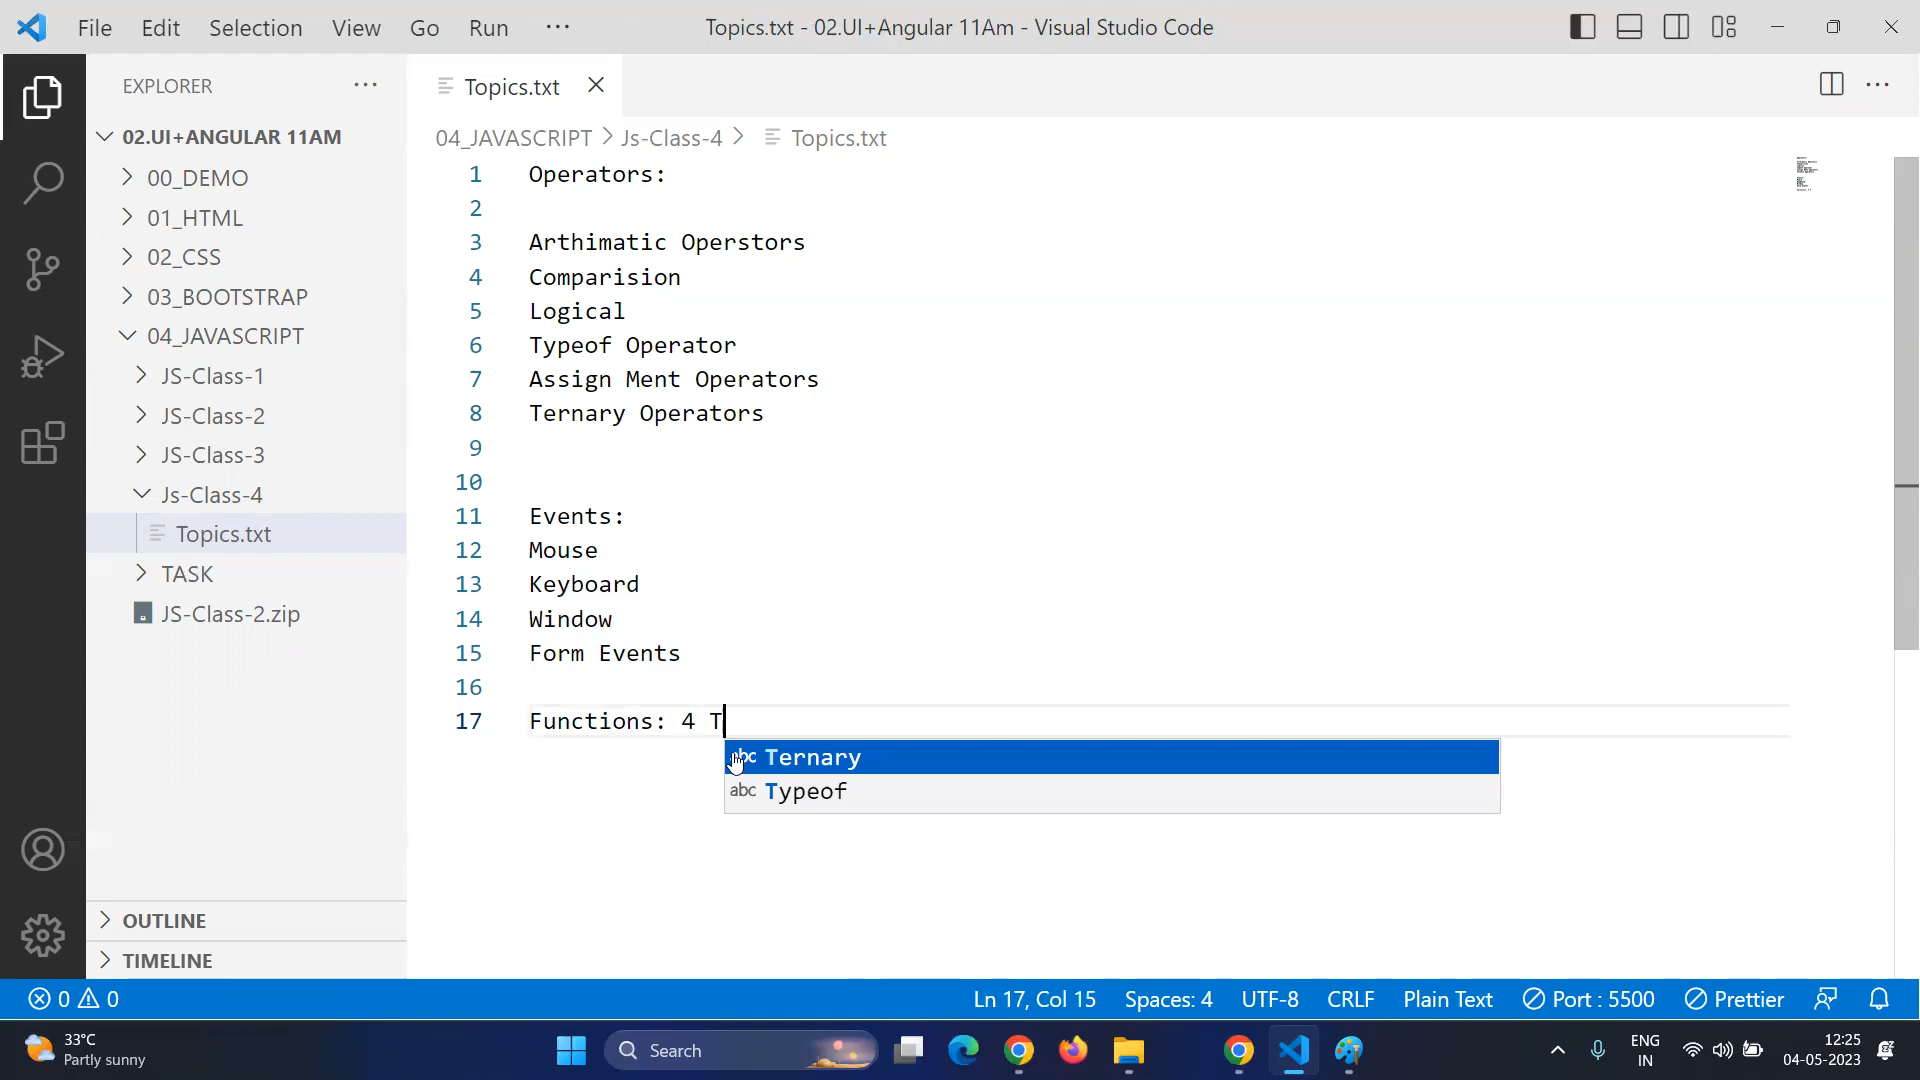 File Edit Selection View Go Run ··· Topics.txt - 02.UI+Angular 11Am - Visual Studio Code
EXPLORER ···
Topics.txt
02.UI+ANGULAR 11AM
00_DEMO
01_HTML
02_CSS
03_BOOTSTRAP
04_JAVASCRIPT
JS-Class-1
JS-Class-2
JS-Class-3
Js-Class-4
Topics.txt
TASK
JS-Class-2.zip
OUTLINE
TIMELINE
04_JAVASCRIPT > Js-Class-4 > Topics.txt
1 Operators:
2
3 Arthimatic Operstors
4 Comparision
5 Logical
6 Typeof Operator
7 Assign Ment Operators
8 Ternary Operators
9
10
11 Events:
12 Mouse
13 Keyboard
14 Window
15 Form Events
16
17 Functions: 4 T
abc Ternary
abc Typeof
0 0 Ln 17, Col 15 Spaces: 4 UTF-8 CRLF Plain Text Port : 5500 Prettier
33°C
Partly sunny
Search
ENG
IN
12:25
04-05-2023